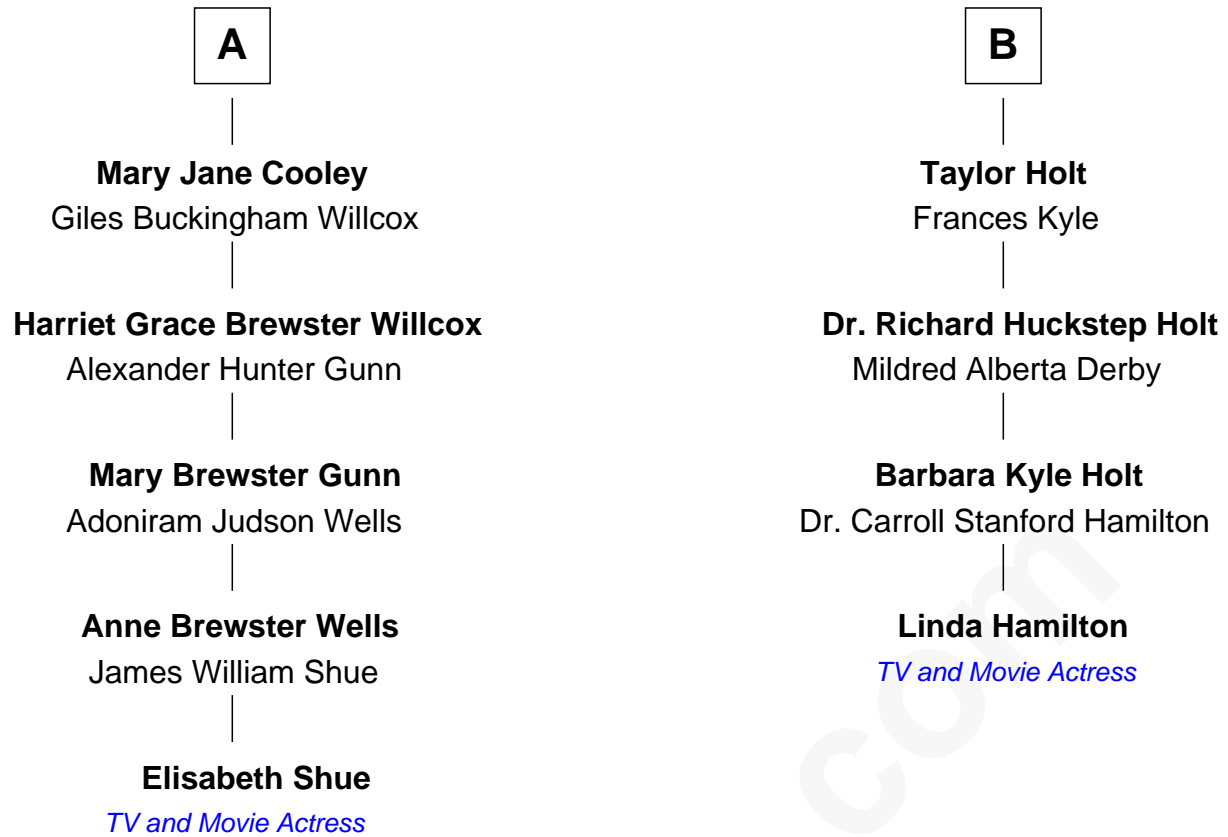 A
Mary Jane Cooley
Giles Buckingham Willcox
Harriet Grace Brewster Willcox
Alexander Hunter Gunn
Mary Brewster Gunn
Adoniram Judson Wells
Anne Brewster Wells
James William Shue
Elisabeth Shue
TV and Movie Actress
B
Taylor Holt
Frances Kyle
Dr. Richard Huckstep Holt
Mildred Alberta Derby
Barbara Kyle Holt
Dr. Carroll Stanford Hamilton
Linda Hamilton
TV and Movie Actress
com